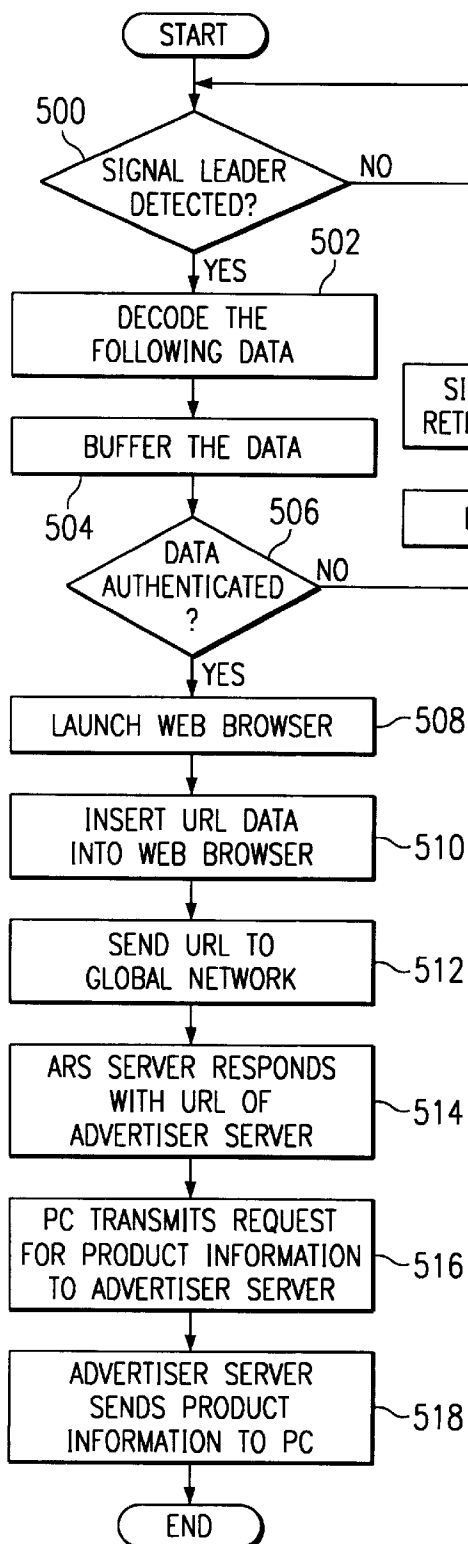 START
500
SIGNAL LEADER
DETECTED?
NO
YES
502
DECODE THE
FOLLOWING DATA
BUFFER THE DATA
504
506
DATA
AUTHENTICATED
?
NO
YES
LAUNCH WEB BROWSER
508
INSERT URL DATA
INTO WEB BROWSER
510
SEND URL TO
GLOBAL NETWORK
512
ARS SERVER RESPONDS
WITH URL OF
ADVERTISER SERVER
514
PC TRANSMITS REQUEST
FOR PRODUCT INFORMATION
TO ADVERTISER SERVER
516
ADVERTISER SERVER
SENDS PRODUCT
INFORMATION TO PC
518
END